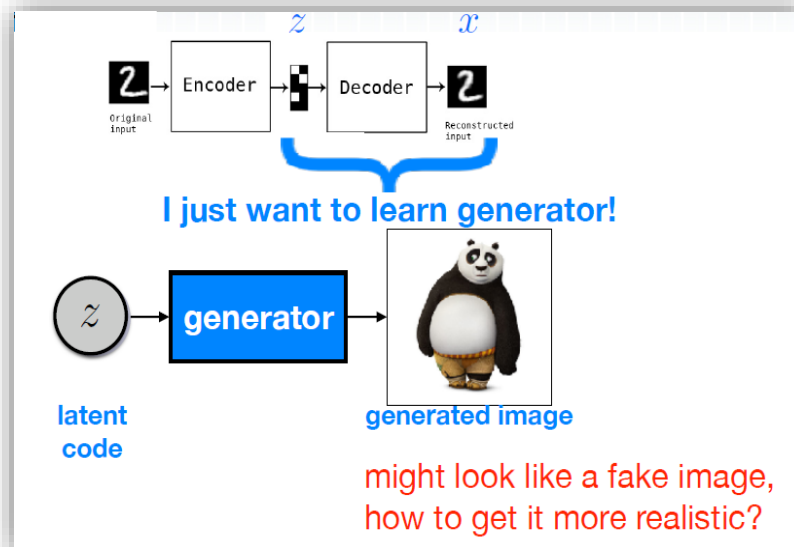 z x
Encoder Decoder
Original
input
Reconstructed
input
I just want to learn generator!
z generator
latent
code
generated image
might look like a fake image,
how to get it more realistic?